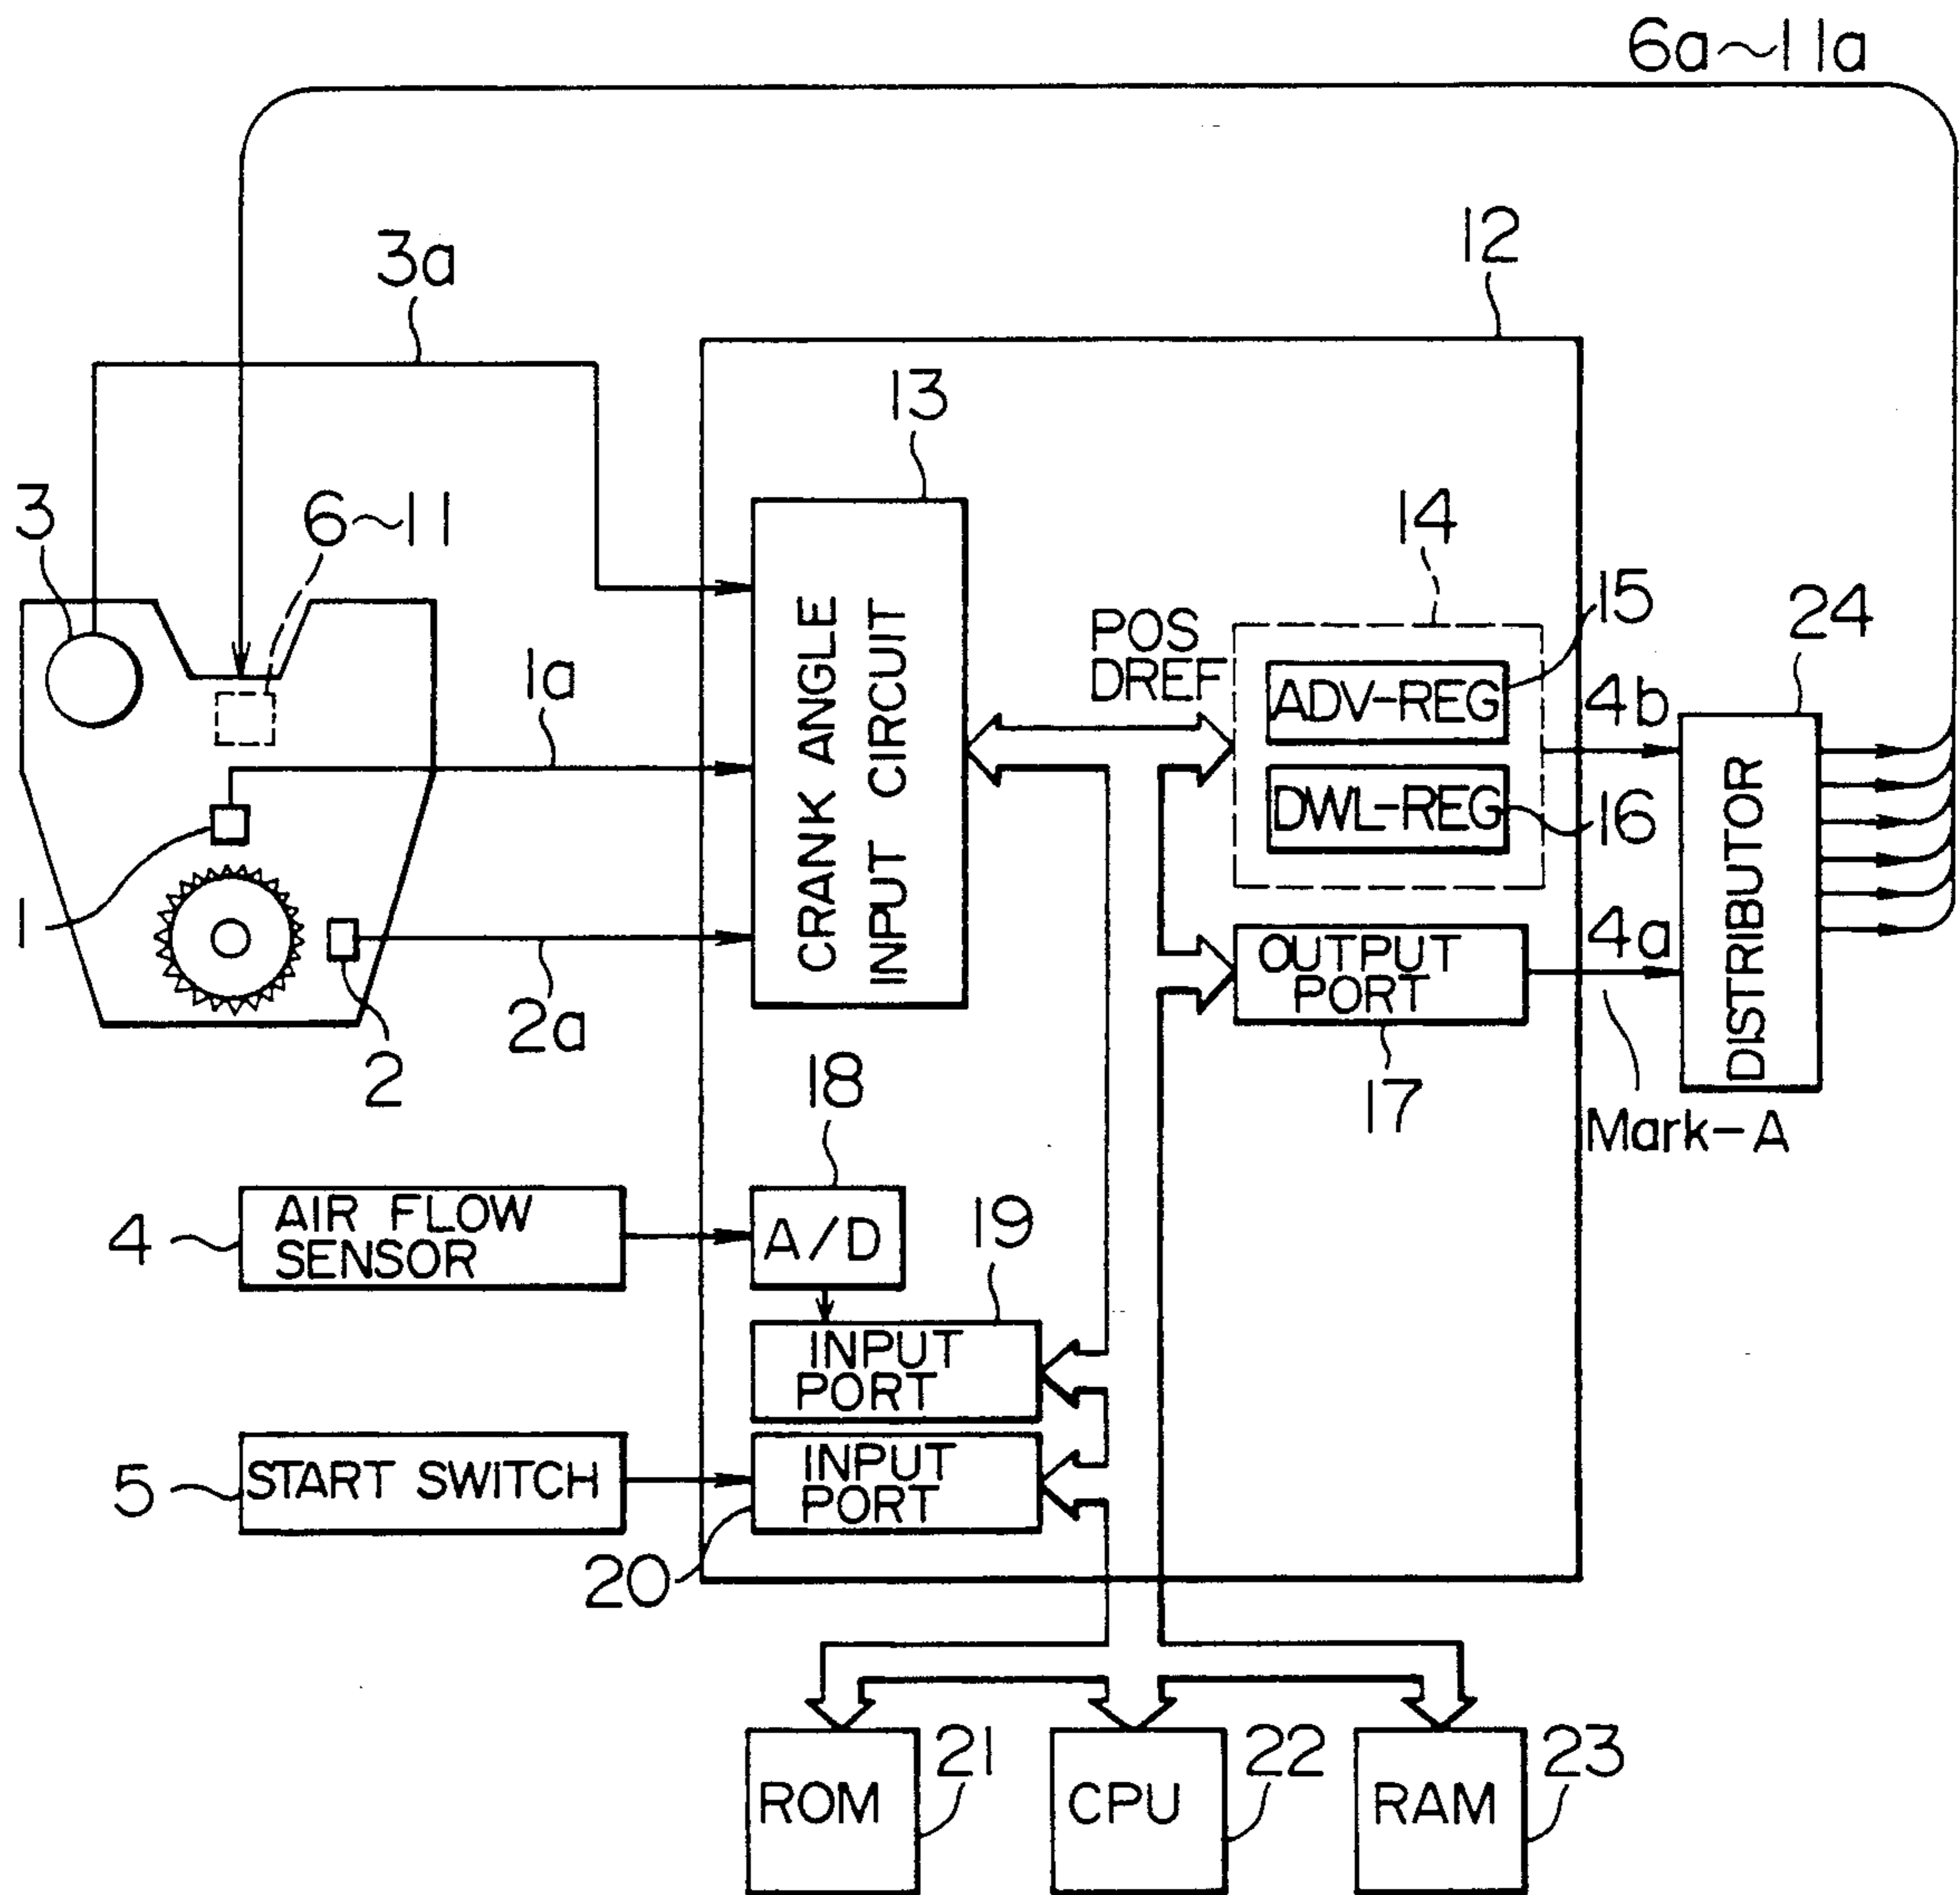 6a~11a
3a
12
13
3
6~11
14
15
24
POS
DREF
1a
CRANK ANGLE
INPUT CIRCUIT
ADV-REG
4b
DWL-REG
16
DISTRIBUTOR
1
4a
OUTPUT
PORT
2a
2
18
17
Mark-A
4
AIR FLOW
SENSOR
A/D
19
INPUT
PORT
5
START SWITCH
INPUT
PORT
20
21
22
23
ROM
CPU
RAM